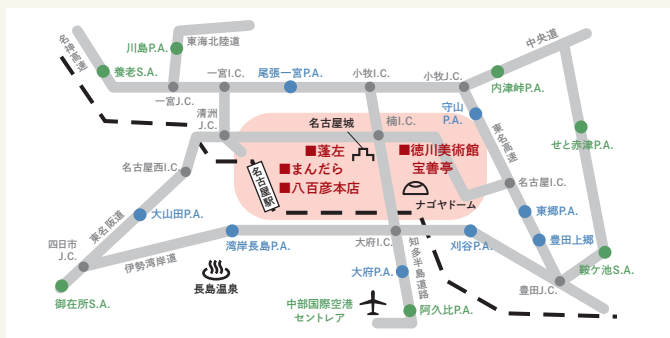 名神高速
川島P.A.
東海北陸道
中央道
養老S.A.
一宮I.C.
尾張一宮P.A.
小牧I.C.
小牧J.C.
内津峠P.A.
一宮J.C.
清洲
J.C.
名古屋城
楠I.C.
守山
P.A.
東名高速
せと赤津P.A.
■蓬左
■徳川美術館
宝善亭
■まんだら
■八百彦本店
名古屋西I.C.
名古屋駅
名古屋I.C.
ナゴヤドーム
大山田P.A.
東名阪道
東郷P.A.
四日市
J.C.
湾岸長島P.A.
大府I.C.
刈谷P.A.
豊田上郷
伊勢湾岸道
知多半島道路
鞍ケ池S.A.
御在所S.A.
長島温泉
大府P.A.
豊田J.C.
中部国際空港
セントレア
阿久比P.A.